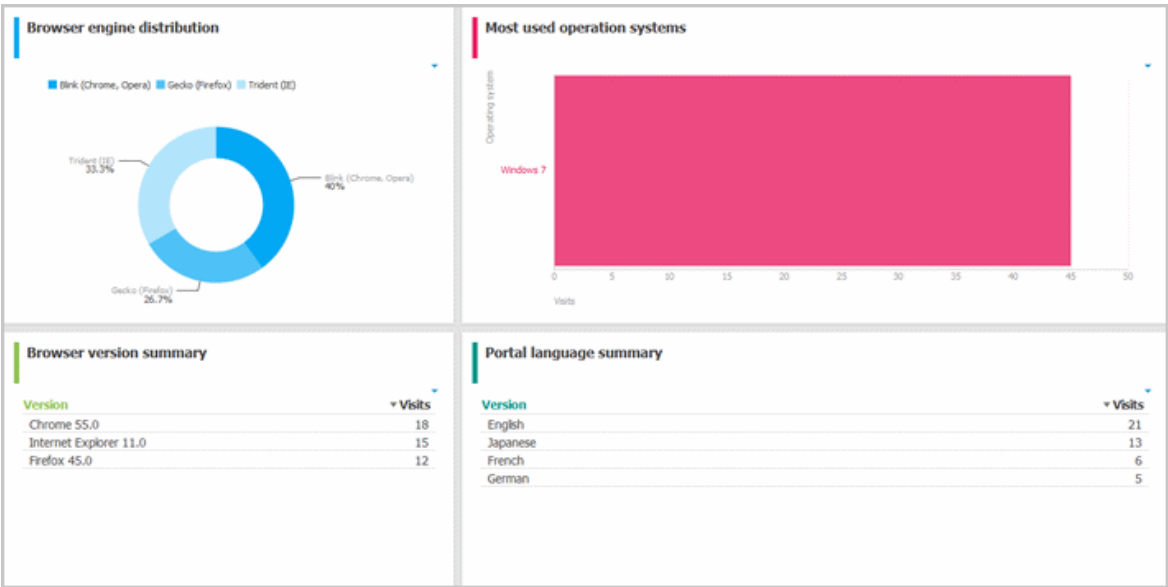 Browser engine distribution
Blink (Chrome, Opera) Gecko (Firefox) Trident (IE)
Trident (IE)
33.3%
Blink (Chrome, Opera)
40%
Gecko (Firefox)
26.7%
Most used operation systems
Operating system
Windows 7
0 5 10 15 20 25 30 35 40 45 50
Visits
Browser version summary
Version Visits
Chrome 55.0 18
Internet Explorer 11.0 15
Firefox 45.0 12
Portal language summary
Version Visits
English 21
Japanese 13
French 6
German 5